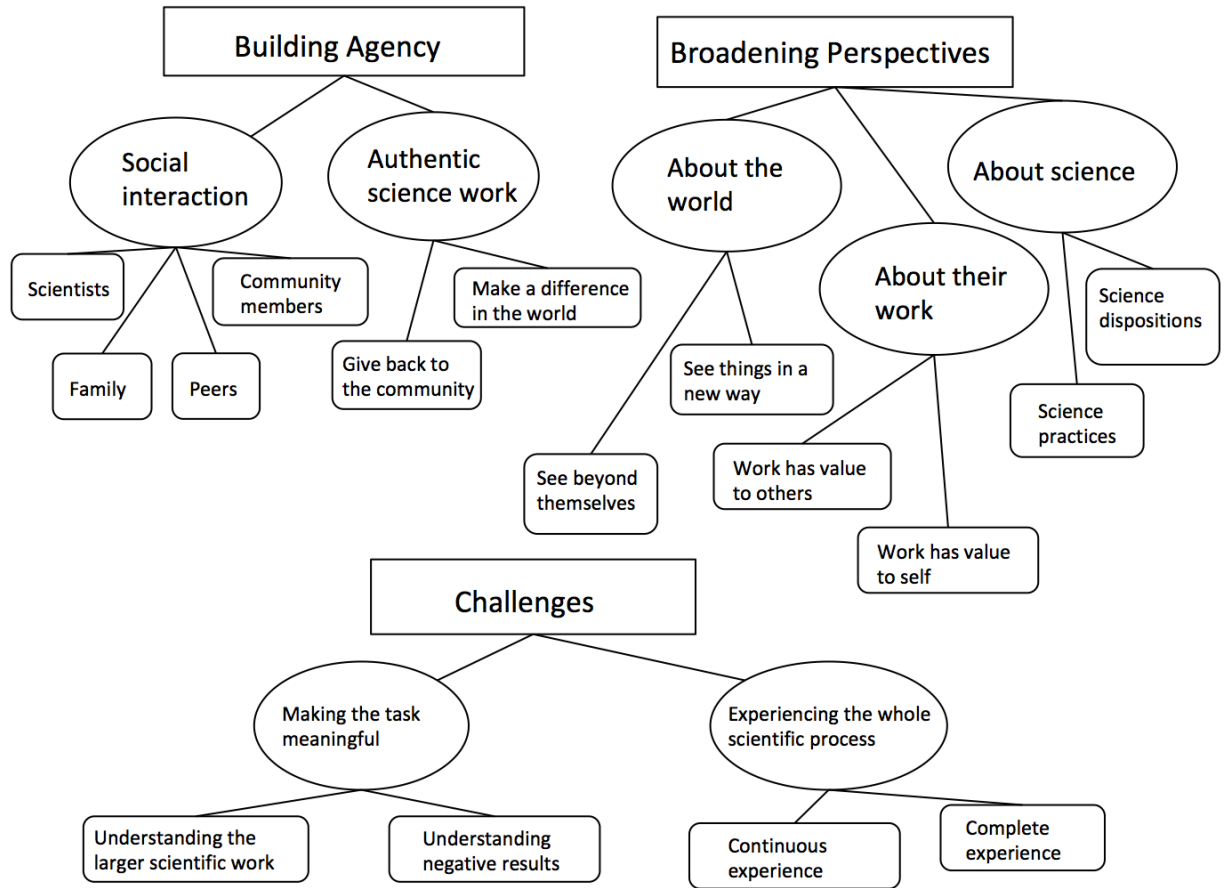 Building Agency
Social
interaction
Authentic
science work
Scientists
Community
members
Family
Peers
Make a difference
in the world
Give back to
the community
Broadening Perspectives
About the
world
About their
work
About science
See things in a
new way
See beyond
themselves
Work has value
to others
Work has value
to self
Science
dispositions
Science
practices
Challenges
Making the task
meaningful
Experiencing the whole
scientific process
Understanding the
larger scientific work
Understanding
negative results
Continuous
experience
Complete
experience